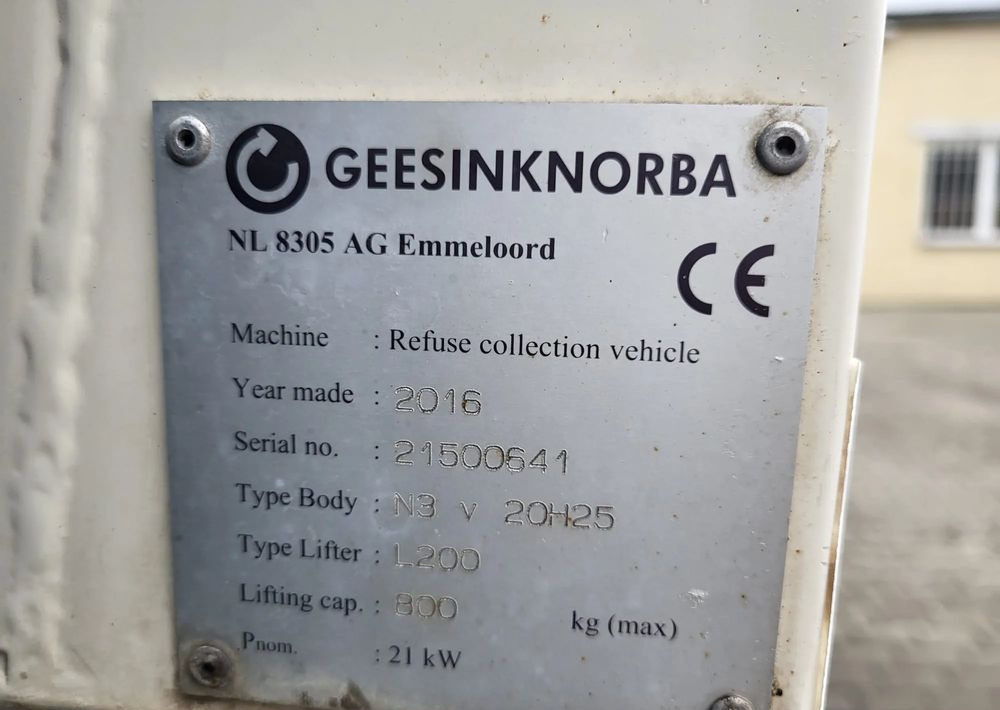 GEESINKNORBA
NL 8305 AG Emmeloord
CE
Machine : Refuse collection vehicle
Year made : 2016
Serial no. : 21500641
Type Body : N3 v 20H25
Type Lifter : L200
Lifting cap. : 800 kg (max)
Pnom. : 21 kW